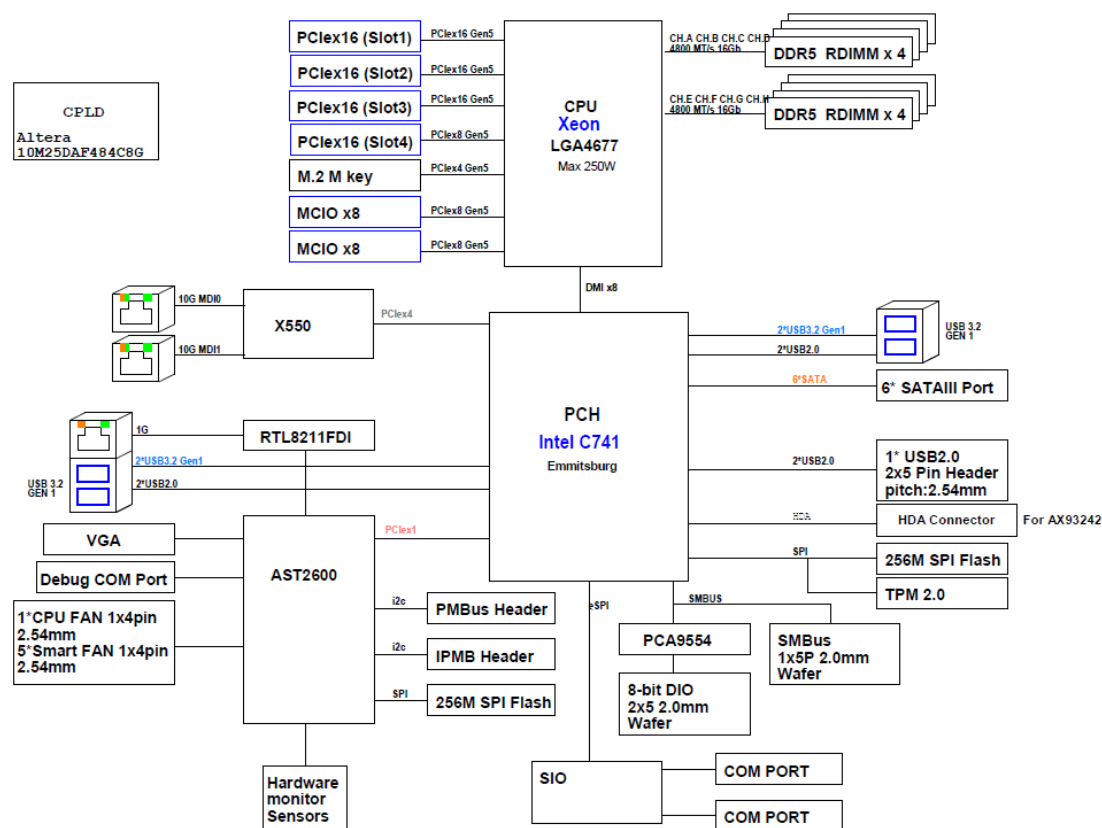 PCIex16 (Slot1)
PCIex16 Gen5
PCIex16 (Slot2)
PCIex16 Gen5
PCIex16 (Slot3)
PCIex16 Gen5
PCIex16 (Slot4)
PCIex8 Gen5
M.2 M key
PCIex4 Gen5
MCIO x8
PCIex8 Gen5
MCIO x8
PCIex8 Gen5
CPU
Xeon
LGA4677
Max 250W
CH.A CH.B CH.C CH.D
4800 MT/s 16Gb
DDR5 RDIMM x 4
CH.E CH.F CH.G CH.H
4800 MT/s 16Gb
DDR5 RDIMM x 4
CPLD
Altera
10M25DAF484C8G
DMI x8
10G MDI0
10G MDI1
X550
PCIex4
PCH
Intel C741
Emmitsburg
2*USB3.2 Gen1
2*USB2.0
USB 3.2
GEN 1
6*SATA
6* SATAIII Port
1G
RTL8211FDI
2*USB3.2 Gen1
2*USB2.0
USB 3.2
GEN 1
2*USB2.0
1* USB2.0
2x5 Pin Header
pitch:2.54mm
HDA
HDA Connector
For AX93242
SPI
256M SPI Flash
TPM 2.0
VGA
Debug COM Port
1*CPU FAN 1x4pin
2.54mm
5*Smart FAN 1x4pin
2.54mm
AST2600
PCIex1
i2c
PMBus Header
i2c
IPMB Header
SPI
256M SPI Flash
Hardware
monitor
Sensors
eSPI
SMBUS
PCA9554
8-bit DIO
2x5 2.0mm
Wafer
SMBus
1x5P 2.0mm
Wafer
SIO
COM PORT
COM PORT